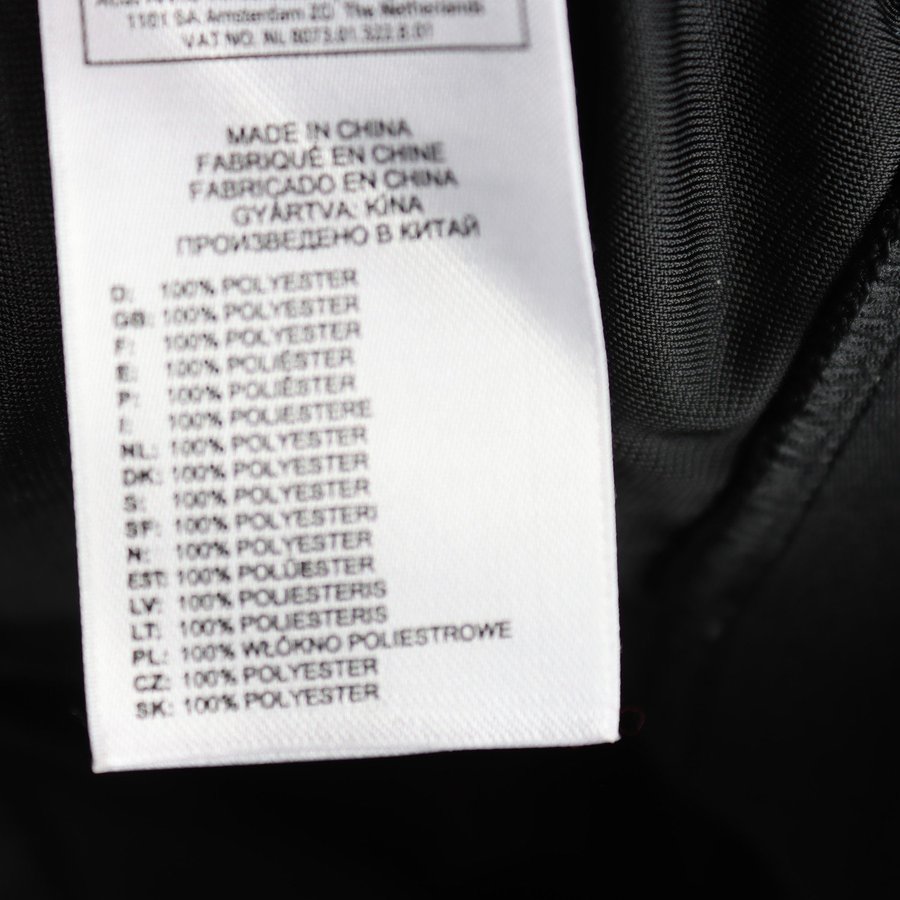 1101 SA Amsterdam ZO The Netherlands
VAT NO. NL 8073.01.322.B.01
MADE IN CHINA
FABRIQUÉ EN CHINE
FABRICADO EN CHINA
GYÁRTVA: KÍNA
ПРОИЗВЕДЕНО В КИТАЙ
D: 100% POLYESTER
GB: 100% POLYESTER
F: 100% POLYESTER
E: 100% POLIÉSTER
P: 100% POLIÉSTER
I: 100% POLIESTERE
NL: 100% POLYESTER
DK: 100% POLYESTER
S: 100% POLYESTER
SF: 100% POLYESTERI
N: 100% POLYESTER
EST: 100% POLÜESTER
LV: 100% POLIESTERIS
LT: 100% POLIESTERIS
PL: 100% WŁÓKNO POLIESTROWE
CZ: 100% POLYESTER
SK: 100% POLYESTER